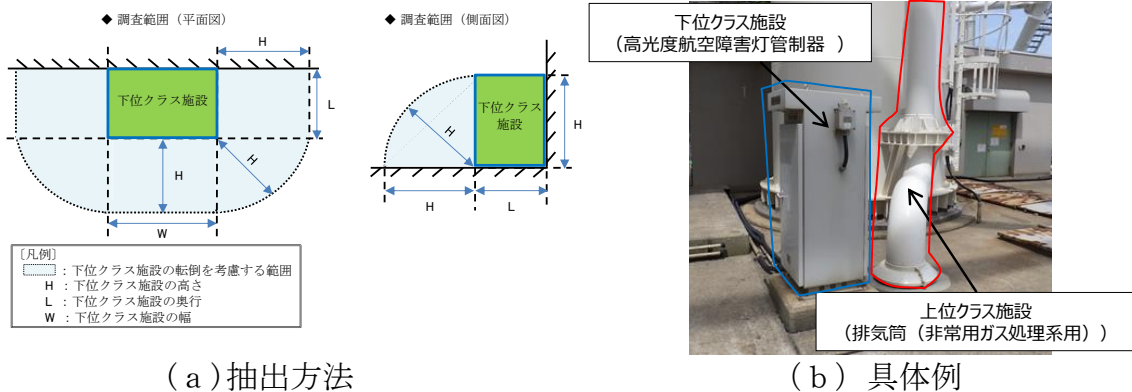 ◆ 調査範囲（平面図）
H
下位クラス施設
L
H
H
W
◆ 調査範囲（側面図）
下位クラス
施設
H
H
H
L
〔凡例〕
：下位クラス施設の転倒を考慮する範囲
H ：下位クラス施設の高さ
L ：下位クラス施設の奥行
W ：下位クラス施設の幅
(a)抽出方法
下位クラス施設
（高光度航空障害灯管制器 ）
上位クラス施設
（排気筒（非常用ガス処理系用））
(b) 具体例